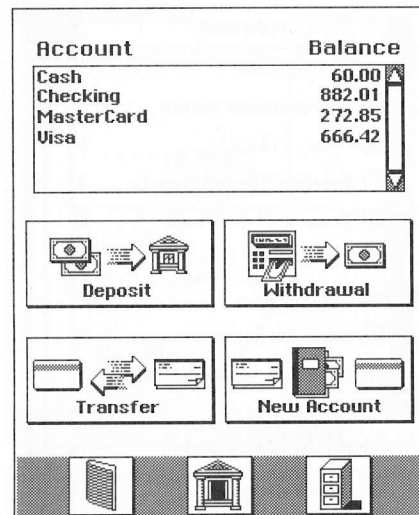 Account Balance
Cash 60.00
Checking 882.01
MasterCard 272.85
Visa 666.42
Deposit
Withdrawal
Transfer
New Account